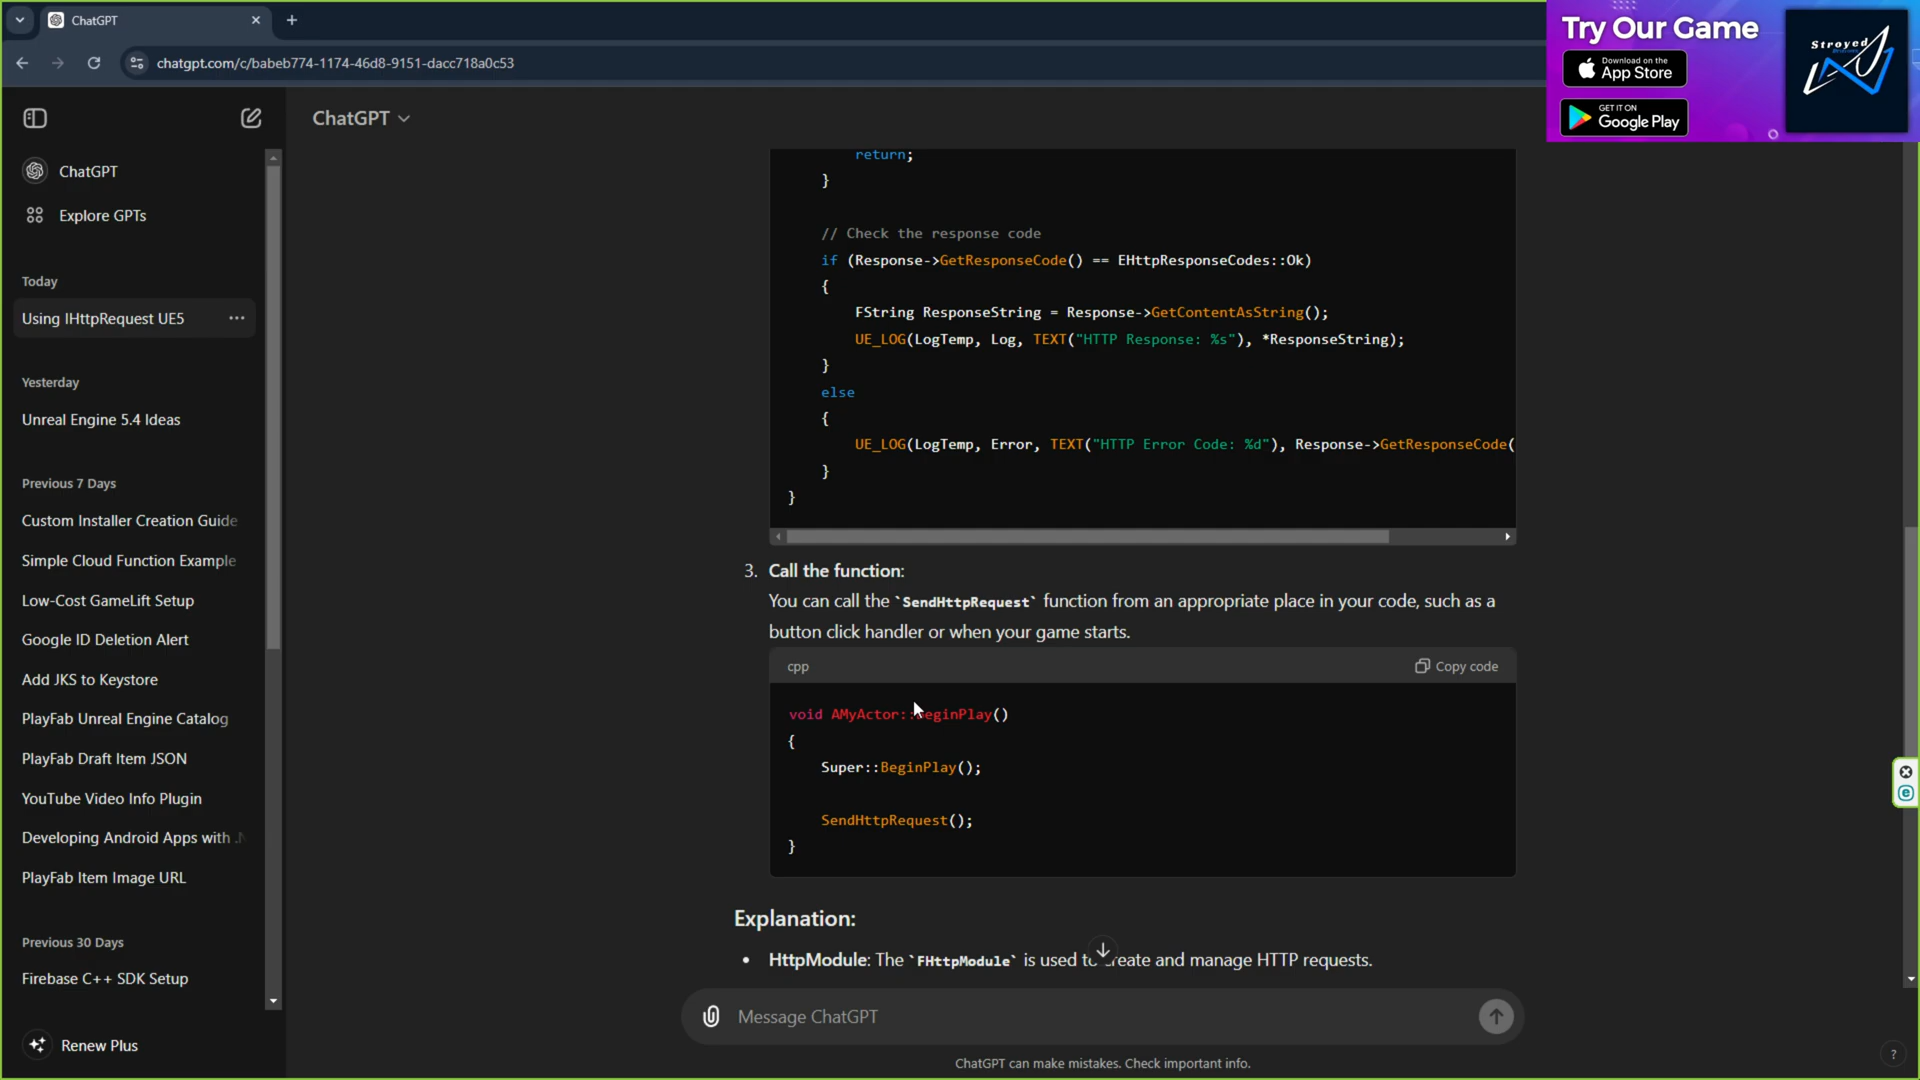 ChatGPT
chatgpt.com/c/babeb774-1174-46d8-9151-dacc718a0c53
Try Our Game
Download on the
App Store
GET IT ON
Google Play
Stroyed
ChatGPT
ChatGPT
Explore GPTs
Today
Using IHttpRequest UE5
Yesterday
Unreal Engine 5.4 Ideas
Previous 7 Days
Custom Installer Creation Guide
Simple Cloud Function Example
Low-Cost GameLift Setup
Google ID Deletion Alert
Add JKS to Keystore
PlayFab Unreal Engine Catalog
PlayFab Draft Item JSON
YouTube Video Info Plugin
Developing Android Apps with .N
PlayFab Item Image URL
Previous 30 Days
Firebase C++ SDK Setup
Renew Plus
return;
}
// Check the response code
if (Response->GetResponseCode() == EHttpResponseCodes::Ok)
{
FString ResponseString = Response->GetContentAsString();
UE_LOG(LogTemp, Log, TEXT("HTTP Response: %s"), *ResponseString);
}
else
{
UE_LOG(LogTemp, Error, TEXT("HTTP Error Code: %d"), Response->GetResponseCode(
}
}
3. Call the function:
You can call the `SendHttpRequest` function from an appropriate place in your code, such as a
button click handler or when your game starts.
cpp
Copy code
void AMyActor::BeginPlay()
{
Super::BeginPlay();
SendHttpRequest();
}
Explanation:
• HttpModule: The `FHttpModule` is used to create and manage HTTP requests.
Message ChatGPT
ChatGPT can make mistakes. Check important info.
?